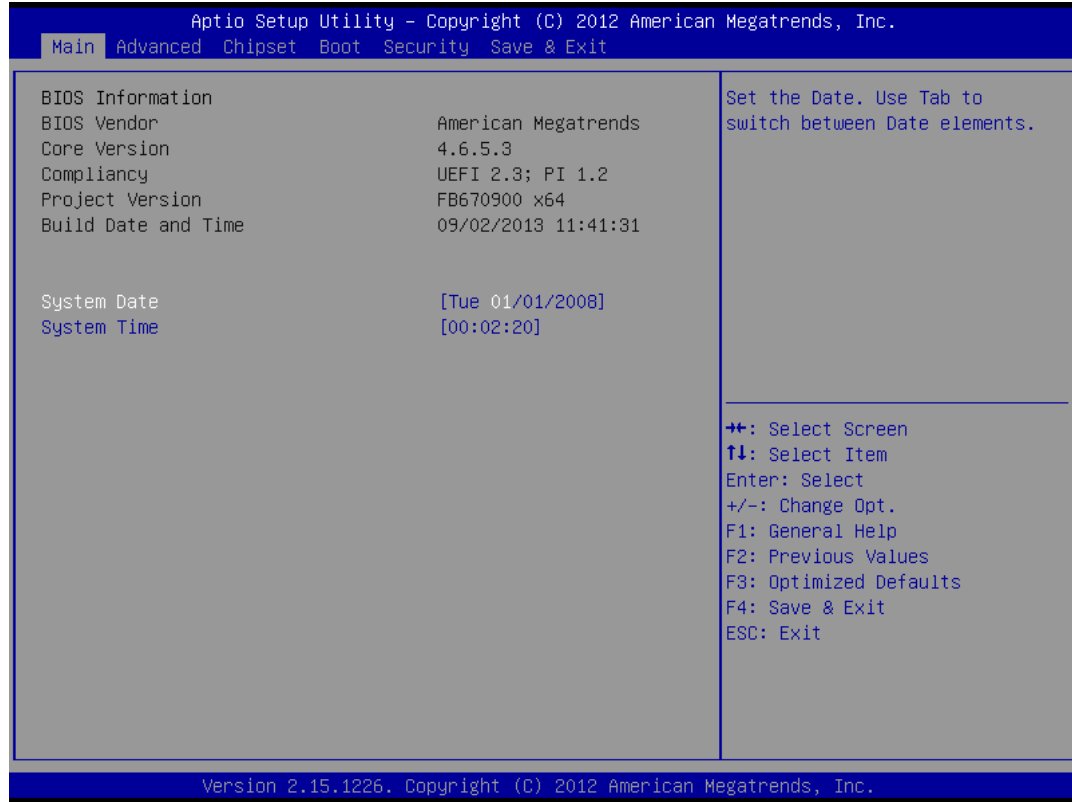 Aptio Setup Utility – Copyright (C) 2012 American Megatrends, Inc.
Main Advanced Chipset Boot Security Save & Exit
BIOS Information
BIOS Vendor American Megatrends
Core Version 4.6.5.3
Compliancy UEFI 2.3; PI 1.2
Project Version FB670900 x64
Build Date and Time 09/02/2013 11:41:31
System Date [Tue 01/01/2008]
System Time [00:02:20]
Set the Date. Use Tab to
switch between Date elements.
→←: Select Screen
↑↓: Select Item
Enter: Select
+/-: Change Opt.
F1: General Help
F2: Previous Values
F3: Optimized Defaults
F4: Save & Exit
ESC: Exit
Version 2.15.1226. Copyright (C) 2012 American Megatrends, Inc.